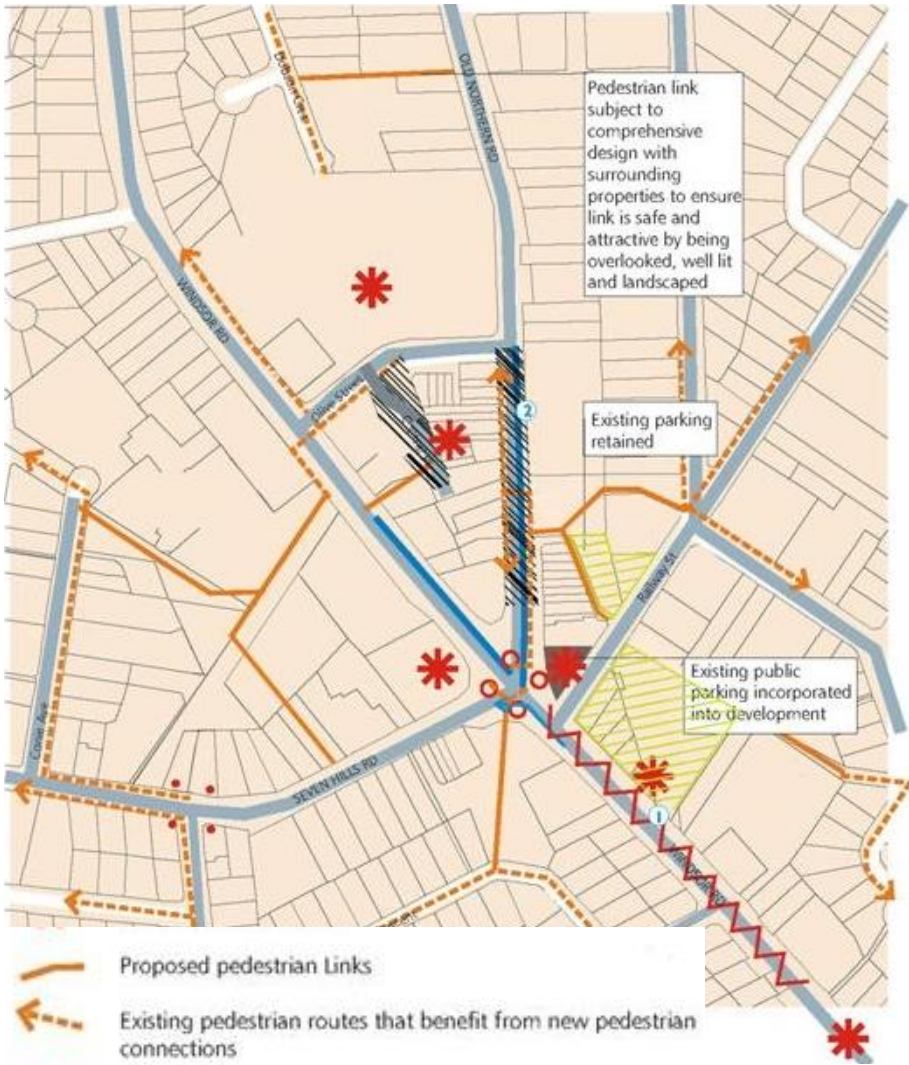 OLD NORTHERN RD
Pedestrian link
subject to
comprehensive
design with
surrounding
properties to ensure
link is safe and
attractive by being
overlooked, well lit
and landscaped
WINDSOR RD
Olive Street
2
Existing parking
retained
Railway St
Existing public
parking incorporated
into development
SEVEN HILLS RD
1
WINDSOR RD
Proposed pedestrian Links
Existing pedestrian routes that benefit from new pedestrian
connections